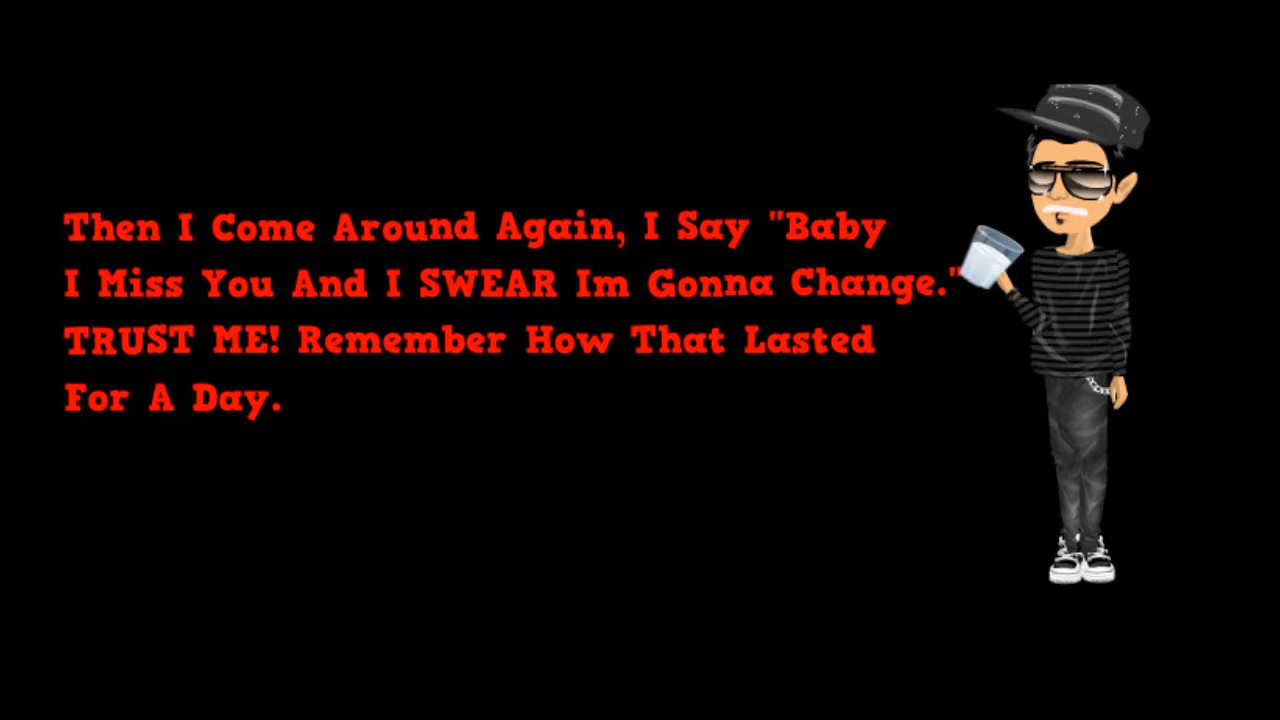 Then I Come Around Again, I Say "Baby
I Miss You And I SWEAR Im Gonna Change."
TRUST ME! Remember How That Lasted
For A Day.